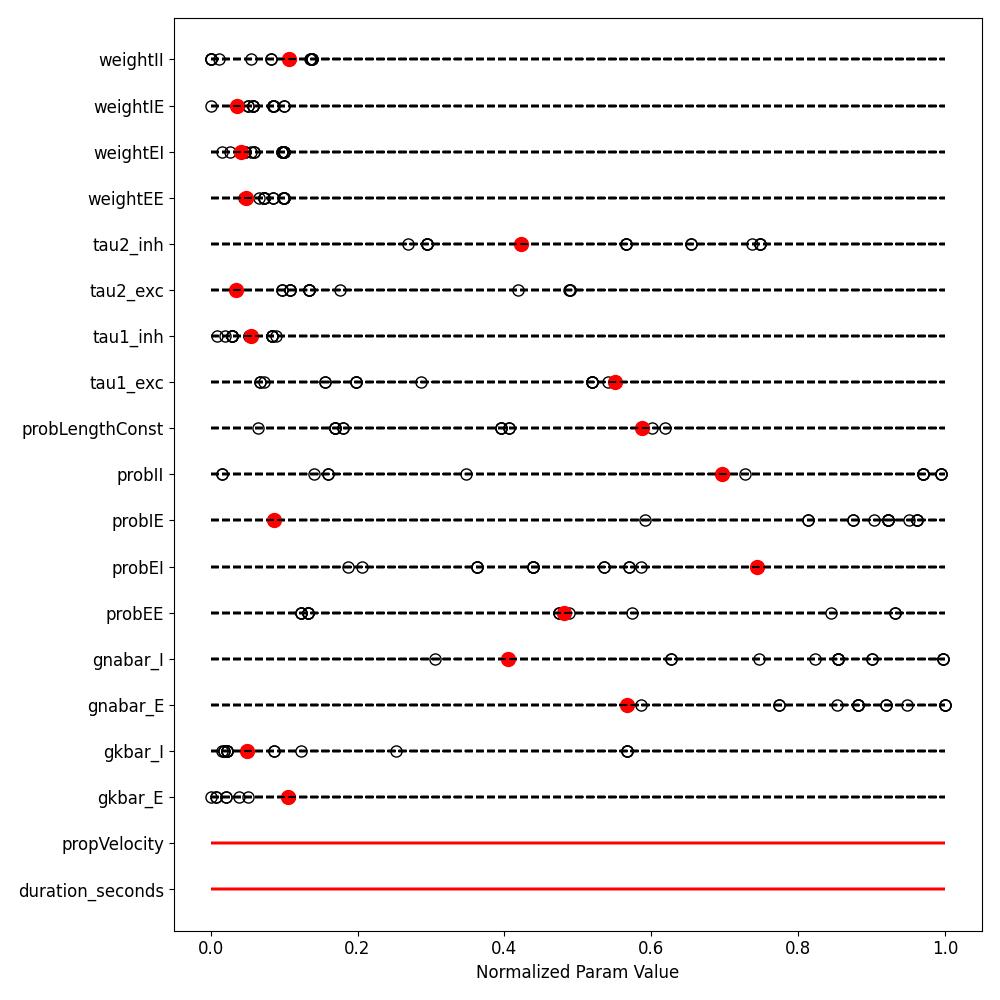 weightII
weightIE
weightEI
weightEE
tau2_inh
tau2_exc
tau1_inh
tau1_exc
probLengthConst
probII
probIE
probEI
probEE
gnabar_I
gnabar_E
gkbar_I
gkbar_E
propVelocity
duration_seconds
0.0 0.2 0.4 0.6 0.8 1.0
Normalized Param Value